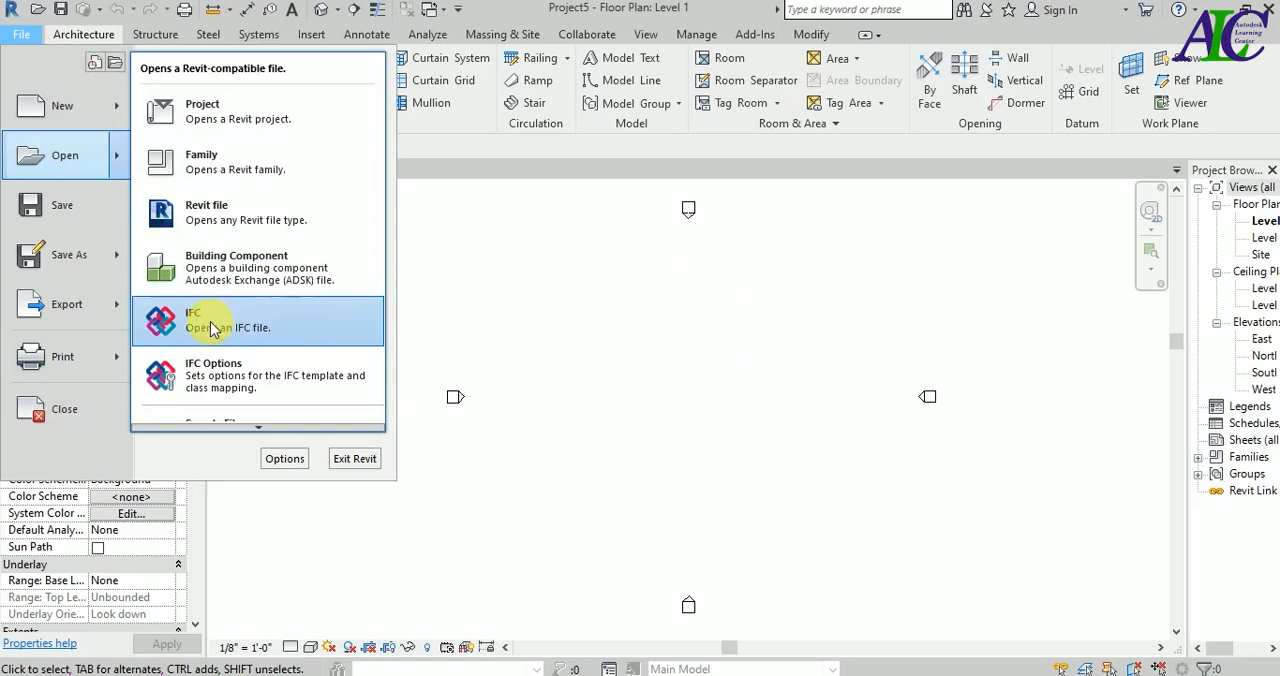 Project5 - Floor Plan: Level 1
Type a keyword or phrase
Sign In
ALC
Autodesk
Learning
Center
File
Architecture
Structure
Steel
Systems
Insert
Annotate
Analyze
Massing & Site
Collaborate
View
Manage
Add-Ins
Modify
Opens a Revit-compatible file.
New
Project
Opens a Revit project.
Open
Family
Opens a Revit family.
Save
Revit file
Opens any Revit file type.
Save As
Building Component
Opens a building component
Autodesk Exchange (ADSK) file.
Export
IFC
an IFC file.
Print
IFC Options
Sets options for the IFC template and
class mapping.
Close
Options
Exit Revit
Curtain System
Curtain Grid
Mullion
Railing
Ramp
Stair
Circulation
Model Text
Model Line
Model Group
Model
Room
Room Separator
Tag Room
Area
Area Boundary
Tag Area
Room & Area
By
Face
Shaft
Wall
Vertical
Dormer
Opening
Level
Grid
Datum
Set
Show
Ref Plane
Viewer
Work Plane
Project Brow...
Views (all
Floor Plan
Level
Level
Site
Ceiling Pl
Level
Level
Elevations
East
Nortl
Soutl
West
Legends
Schedules,
Sheets (all
Families
Groups
Revit Link
2D
Color Scheme
<none>
System Color ...
Edit...
Default Analy...
None
Sun Path
Underlay
Range: Base L...
None
Range: Top Le...
Unbounded
Underlay Orie...
Look down
Extents
Properties help
Apply
1/8" = 1'-0"
Click to select, TAB for alternates, CTRL adds, SHIFT unselects.
:0
Main Model
:0